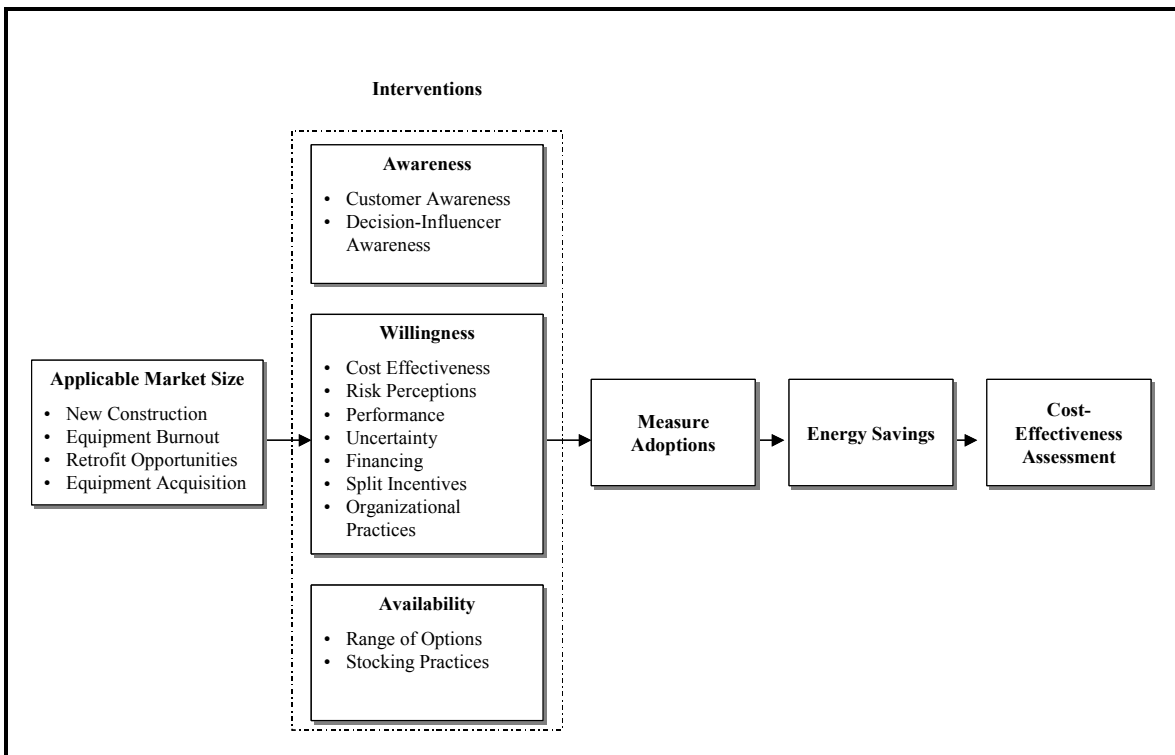 Interventions
Awareness
• Customer Awareness
• Decision-Influencer
Awareness
Willingness
• Cost Effectiveness
• Risk Perceptions
• Performance
• Uncertainty
• Financing
• Split Incentives
• Organizational
Practices
Availability
• Range of Options
• Stocking Practices
Applicable Market Size
• New Construction
• Equipment Burnout
• Retrofit Opportunities
• Equipment Acquisition
Measure
Adoptions
Energy Savings
Cost-
Effectiveness
Assessment